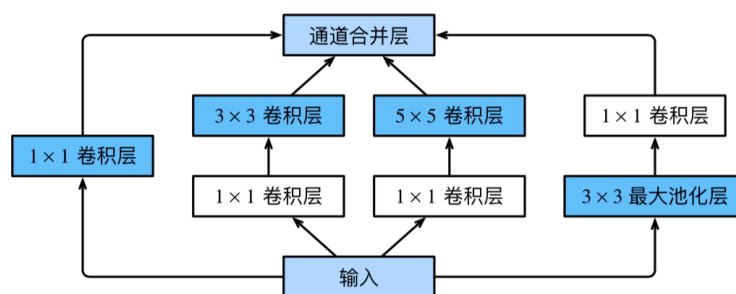 通道合并层
3 × 3 卷积层
5 × 5 卷积层
1 × 1 卷积层
1 × 1 卷积层
1 × 1 卷积层
1 × 1 卷积层
3 × 3 最大池化层
输入